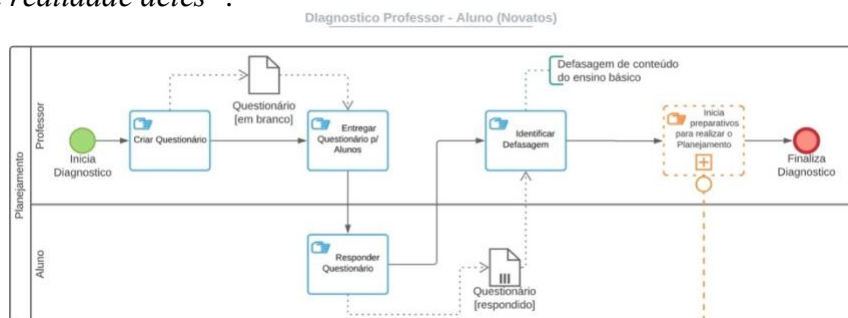 realidade deles".
Diagnostico Professor - Aluno (Novatos)
Planejamento
Professor
Inicia
Diagnostico
Criar Questionário
Questionário
[em branco]
Entregar
Questionário p/
Alunos
Identificar
Defasagem
Defasagem de conteúdo
do ensino básico
Inicia
preparativos
para realizar o
Planejamento
Finaliza
Diagnostico
Aluno
Responder
Questionário
Questionário
[respondido]